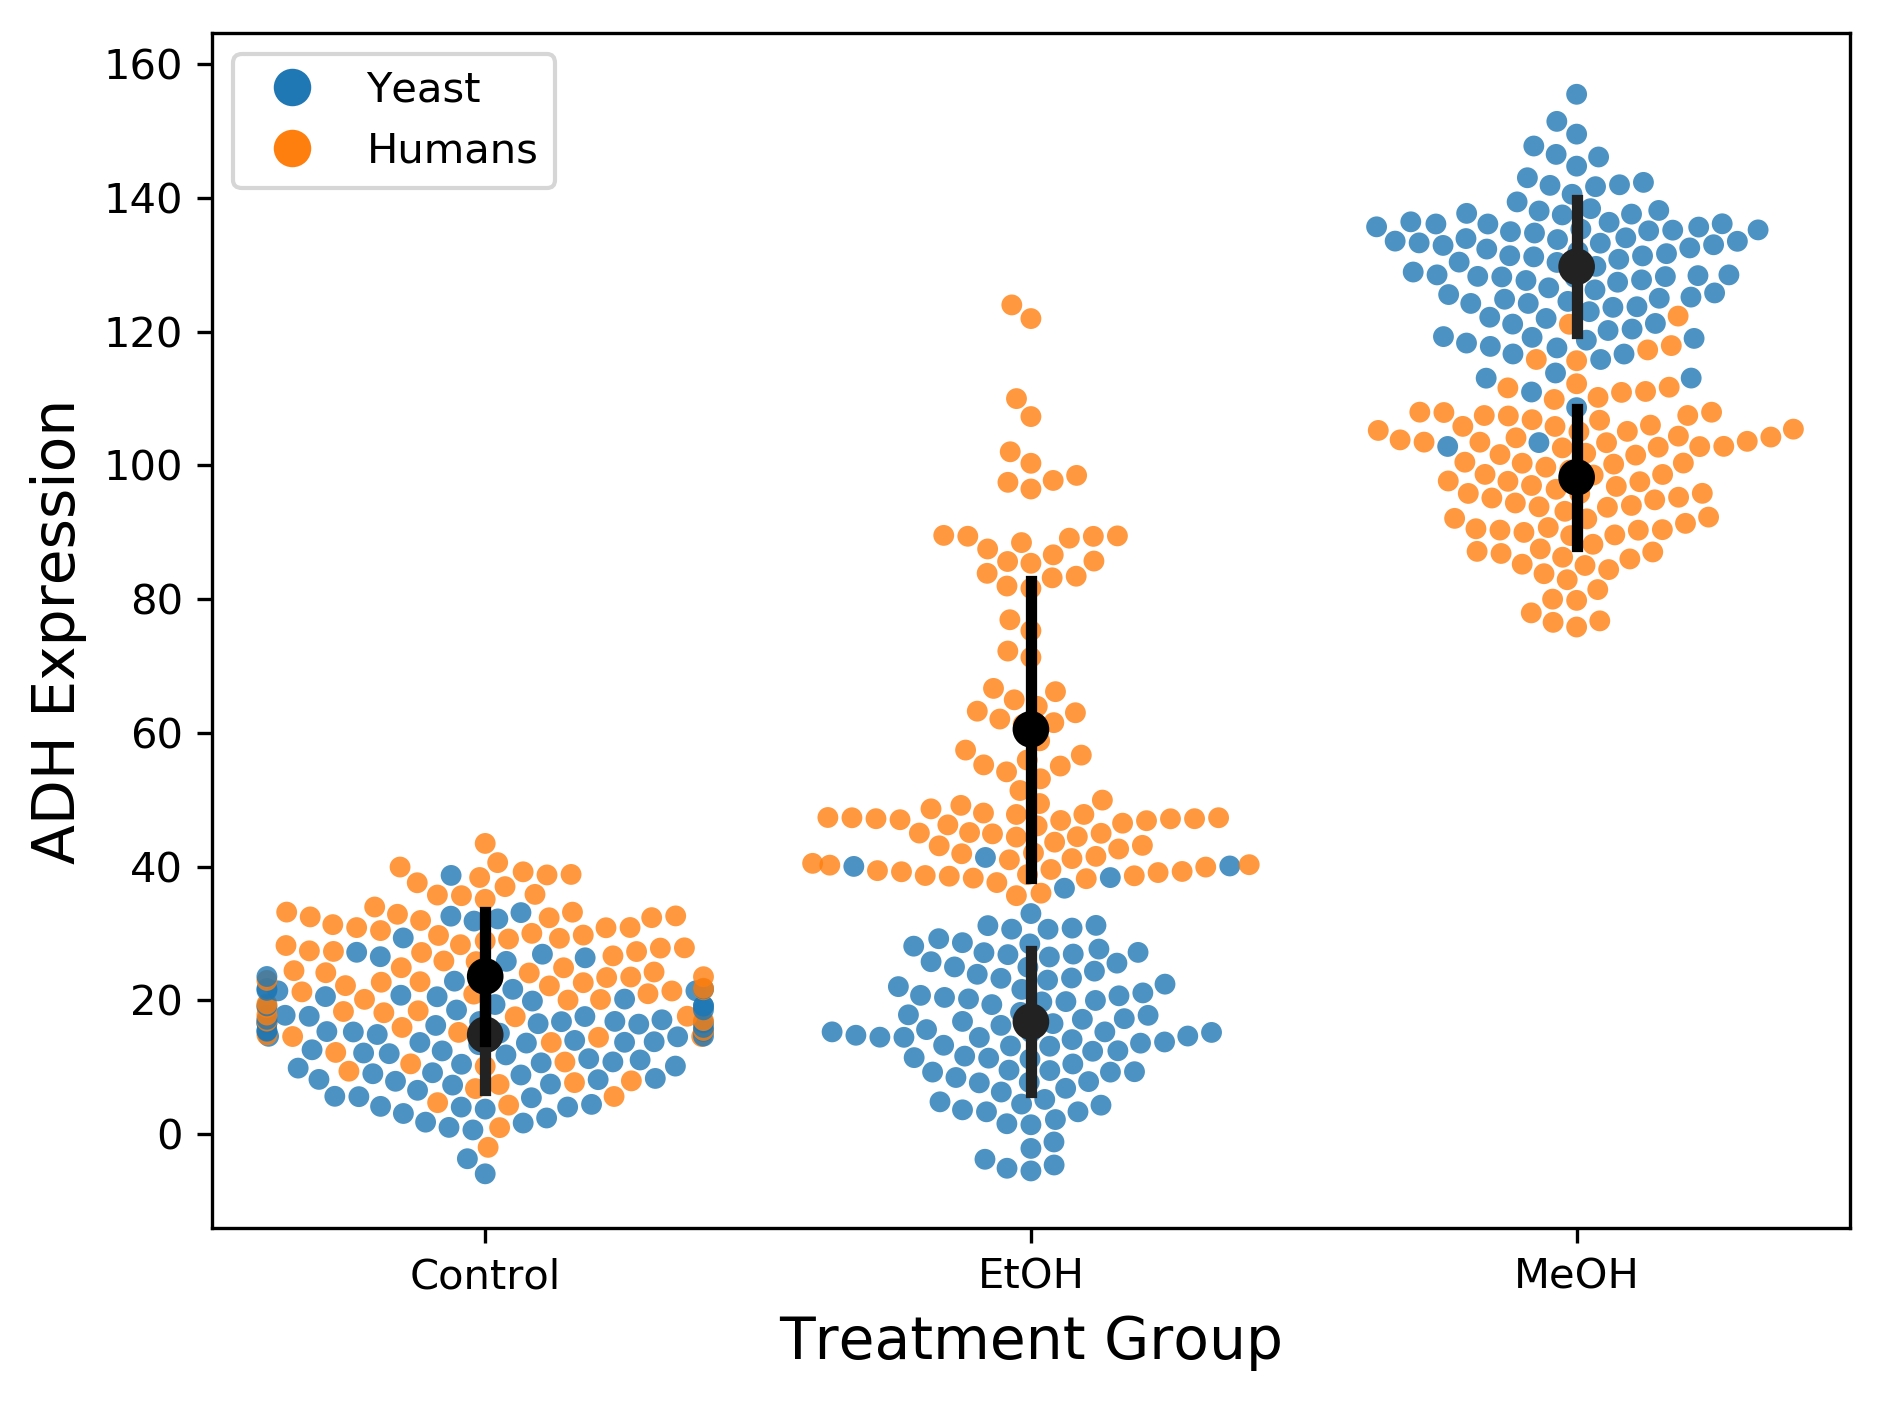 Yeast
Humans
160
140
120
100
80
60
40
20
0
ADH Expression
Control
EtOH
MeOH
Treatment Group